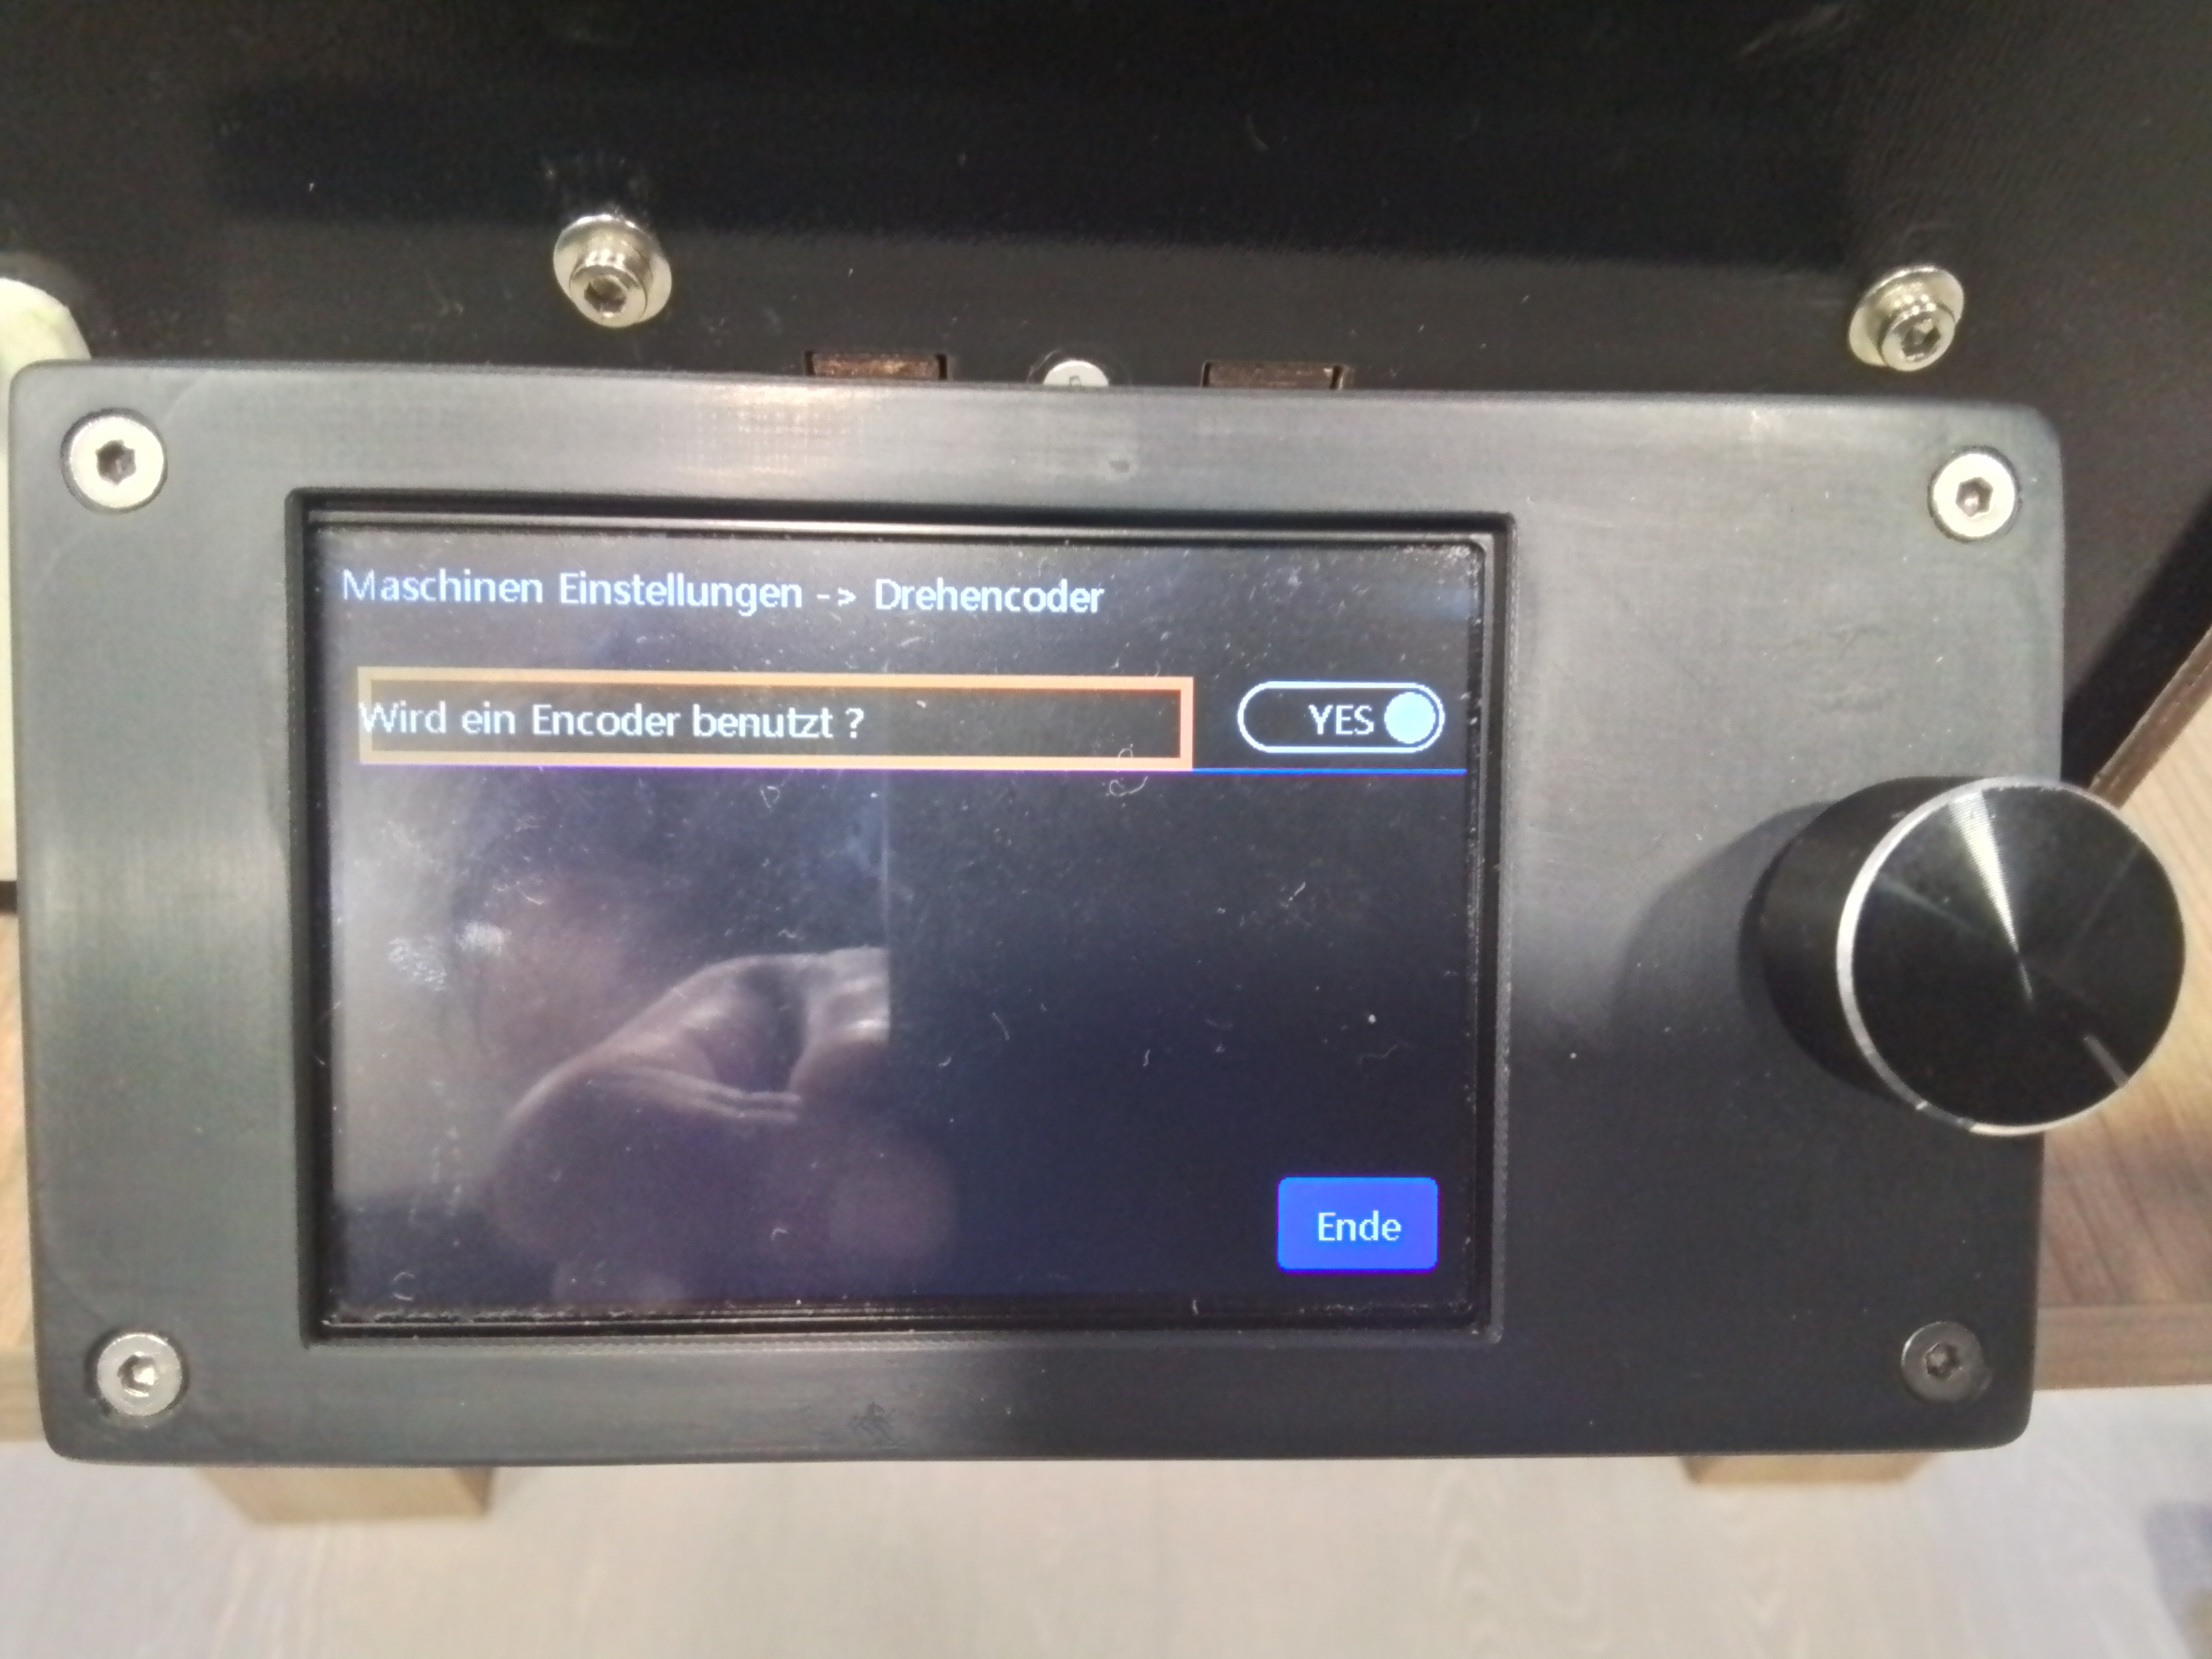 Maschinen Einstellungen -> Drehencoder
Wird ein Encoder benutzt ? YES
Ende